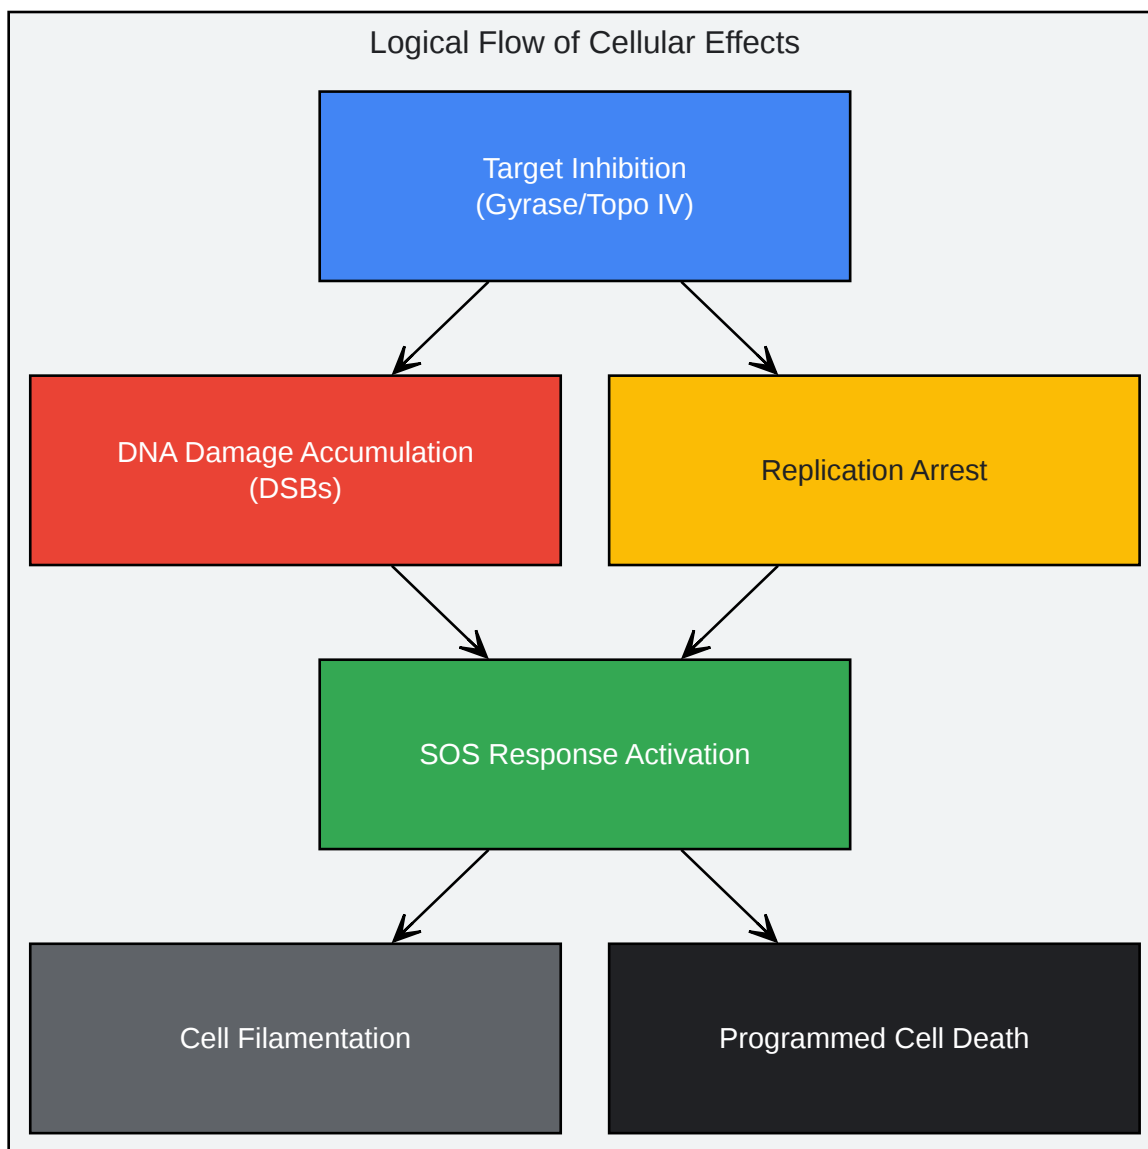 Logical Flow of Cellular Effects
Target Inhibition
(Gyrase/Topo IV)
DNA Damage Accumulation
(DSBs)
Replication Arrest
SOS Response Activation
Cell Filamentation
Programmed Cell Death